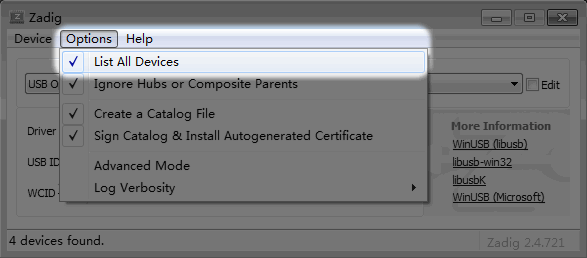 Zadig
Device Options Help
List All Devices
Ignore Hubs or Composite Parents
Create a Catalog File
Sign Catalog & Install Autogenerated Certificate
Advanced Mode
Log Verbosity
USB O
Edit
Driver
USB ID
WCID
More Information
WinUSB (libusb)
libusb-win32
libusbK
WinUSB (Microsoft)
4 devices found.
Zadig 2.4.721